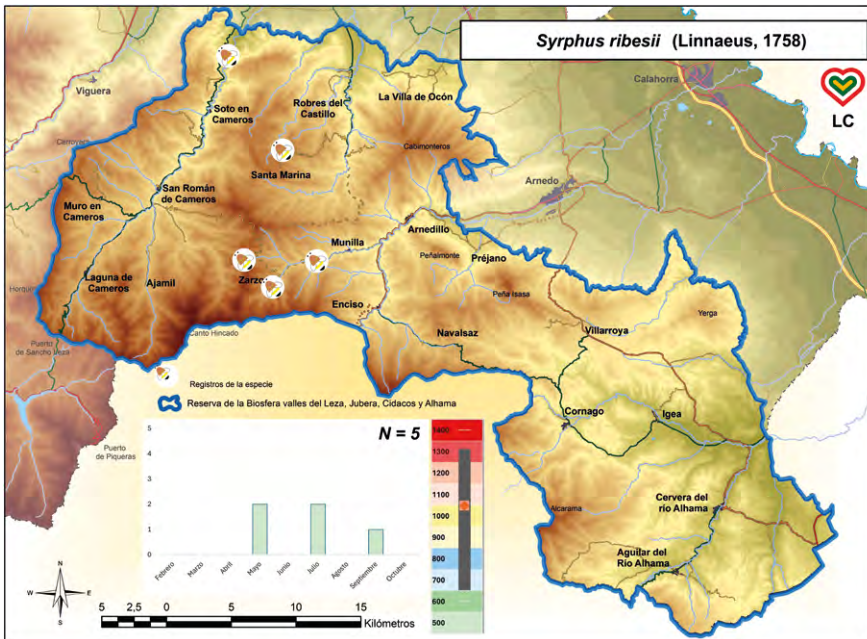 Syrphus ribesii (Linnaeus, 1758)
LC
Calahorra
Viguera
Soto en
Cameros
Robres del
Castillo
La Villa de Ocón
Cabimonteros
Santa Marina
Arnedo
San Román
de Cameros
Muro en
Cameros
Arnedillo
Munilla
Peñalmonte
Préjano
Laguna de
Cameros
Ajamil
Enciso
Peña Isasa
Yerga
Canto Hincado
Navalsaz
Villarroya
Puerto
Registros de la especie
Reserva de la Biosfera valles del Leza, Jubera, Cidacos y Alhama
Cornago
Igea
N = 5
5
4
3
2
1
0
Febrero
Marzo
Abril
Mayo
Junio
Julio
Agosto
Septiembre
Octubre
1400
1300
1200
1100
1000
900
800
700
600
500
Puerto
de Piqueras
Alcarama
Cervera del
río Alhama
Aguilar del
Río Alhama
N
W
E
S
5 2,5 0 5 10 15
Kilómetros